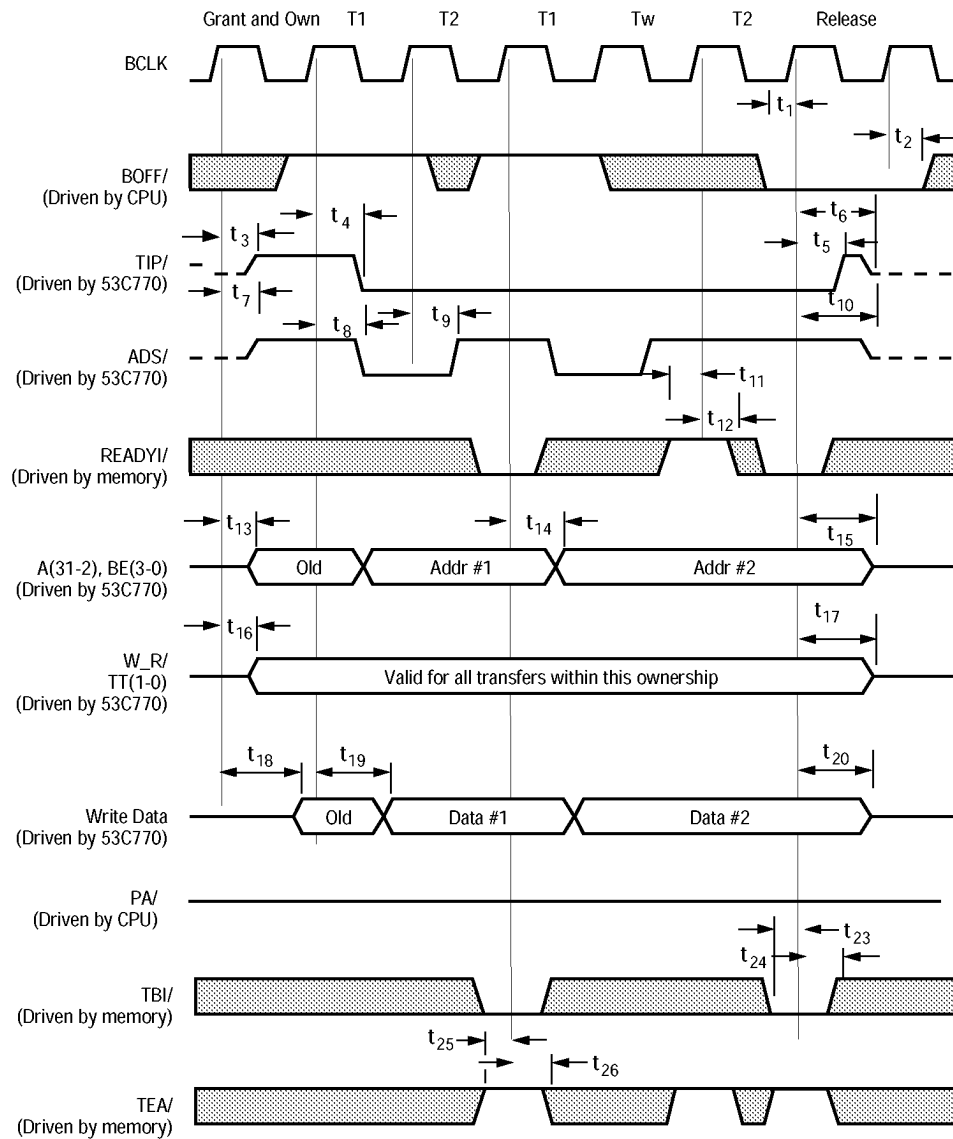 Grant and Own T1 T2 T1 Tw T2 Release
BCLK
t1
t2
BOFF/
(Driven by CPU)
t3 t4 t5 t6
TIP/
(Driven by 53C770)
t7 t8 t9 t10
ADS/
(Driven by 53C770)
t11
t12
READYI/
(Driven by memory)
t13 t14 t15
A(31-2), BE(3-0)
(Driven by 53C770)
Old Addr #1 Addr #2
t16 t17
W_R/
TT(1-0)
(Driven by 53C770)
Valid for all transfers within this ownership
t18 t19 t20
Write Data
(Driven by 53C770)
Old Data #1 Data #2
PA/
(Driven by CPU)
t23
t24
TBI/
(Driven by memory)
t25
t26
TEA/
(Driven by memory)